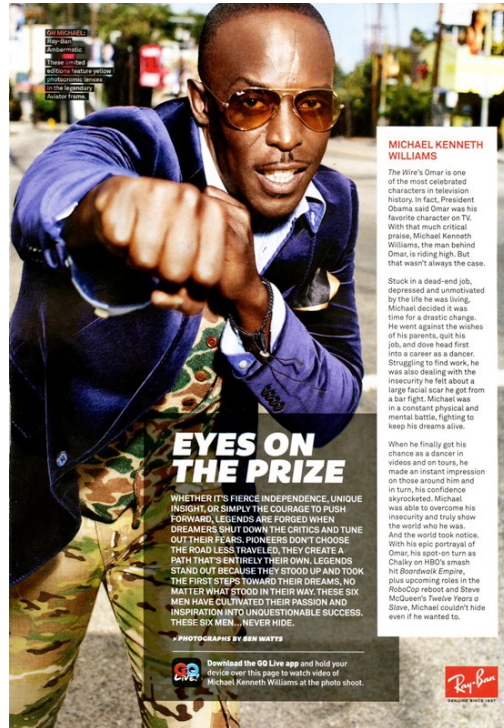 ON MICHAEL:
Ray-Ban
Ambermatic
These limited
editions feature yellow
photocromic lenses
in the legendary
Aviator frame.
MICHAEL KENNETH
WILLIAMS
The Wire's Omar is one
of the most celebrated
characters in television
history. In fact, President
Obama said Omar was his
favorite character on TV.
With that much critical
praise, Michael Kenneth
Williams, the man behind
Omar, is riding high. But
that wasn't always the case.
Stuck in a dead-end job,
depressed and unmotivated
by the life he was living,
Michael decided it was
time for a drastic change.
He went against the wishes
of his parents, quit his
job, and dove head first
into a career as a dancer.
Struggling to find work, he
was also dealing with the
insecurity he felt about a
large facial scar he got from
a bar fight. Michael was
in a constant physical and
mental battle, fighting to
keep his dreams alive.
When he finally got his
chance as a dancer in
videos and on tours, he
made an instant impression
on those around him and
in turn, his confidence
skyrocketed. Michael
was able to overcome his
insecurity and truly show
the world who he was.
And the world took notice.
With his epic portrayal of
Omar, his spot-on turn as
Chalky on HBO's smash
hit Boardwalk Empire,
plus upcoming roles in the
RoboCop reboot and Steve
McQueen's Twelve Years a
Slave, Michael couldn't hide
even if he wanted to.
EYES ON
THE PRIZE
WHETHER IT'S FIERCE INDEPENDENCE, UNIQUE
INSIGHT, OR SIMPLY THE COURAGE TO PUSH
FORWARD, LEGENDS ARE FORGED WHEN
DREAMERS SHUT DOWN THE CRITICS AND TUNE
OUT THEIR FEARS. PIONEERS DON'T CHOOSE
THE ROAD LESS TRAVELED, THEY CREATE A
PATH THAT'S ENTIRELY THEIR OWN. LEGENDS
STAND OUT BECAUSE THEY STOOD UP AND TOOK
THE FIRST STEPS TOWARD THEIR DREAMS, NO
MATTER WHAT STOOD IN THEIR WAY. THESE SIX
MEN HAVE CULTIVATED THEIR PASSION AND
INSPIRATION INTO UNQUESTIONABLE SUCCESS.
THESE SIX MEN...NEVER HIDE.
> PHOTOGRAPHS BY BEN WATTS
GQ
LIVE!
Download the GQ Live app and hold your
device over this page to watch video of
Michael Kenneth Williams at the photo shoot.
Ray-Ban
GENUINE SINCE 1937